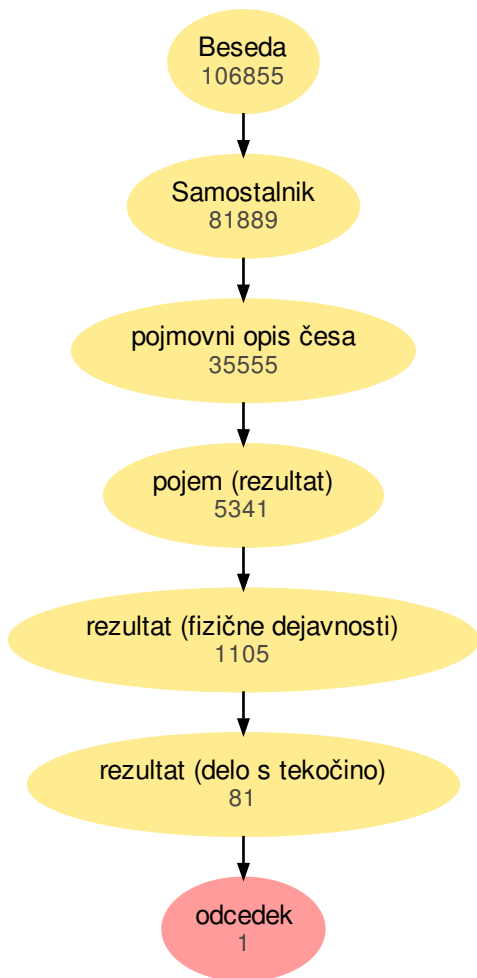 Beseda
106855
Samostalnik
81889
pojmovni opis česa
35555
pojem (rezultat)
5341
rezultat (fizične dejavnosti)
1105
rezultat (delo s tekočino)
81
odcedek
1